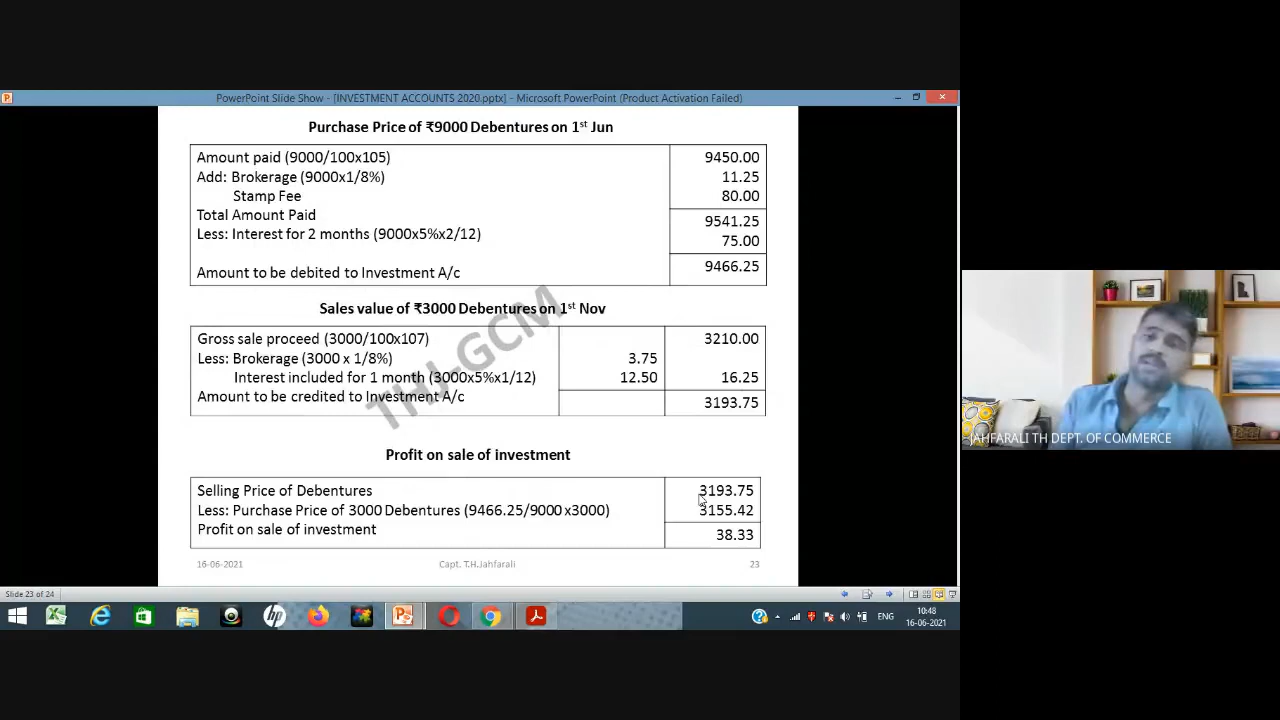 PowerPoint Slide Show - [INVESTMENT ACCOUNTS 2020.pptx] - Microsoft PowerPoint (Product Activation Failed)
Purchase Price of ₹9000 Debentures on 1st Jun
Amount paid (9000/100x105) 9450.00
Add: Brokerage (9000x1/8%) 11.25
Stamp Fee 80.00
Total Amount Paid 9541.25
Less: Interest for 2 months (9000x5%x2/12) 75.00
Amount to be debited to Investment A/c 9466.25
Sales value of ₹3000 Debentures on 1st Nov
Gross sale proceed (3000/100x107) 3210.00
Less: Brokerage (3000 x 1/8%) 3.75
Interest included for 1 month (3000x5%x1/12) 12.50 16.25
Amount to be credited to Investment A/c 3193.75
THJ-GCM
Profit on sale of investment
Selling Price of Debentures 3193.75
Less: Purchase Price of 3000 Debentures (9466.25/9000 x3000) 3155.42
Profit on sale of investment 38.33
16-06-2021 Capt. T.H.Jahfarali 23
JAHFARALI TH DEPT. OF COMMERCE
Slide 23 of 24
ENG
10:48
16-06-2021